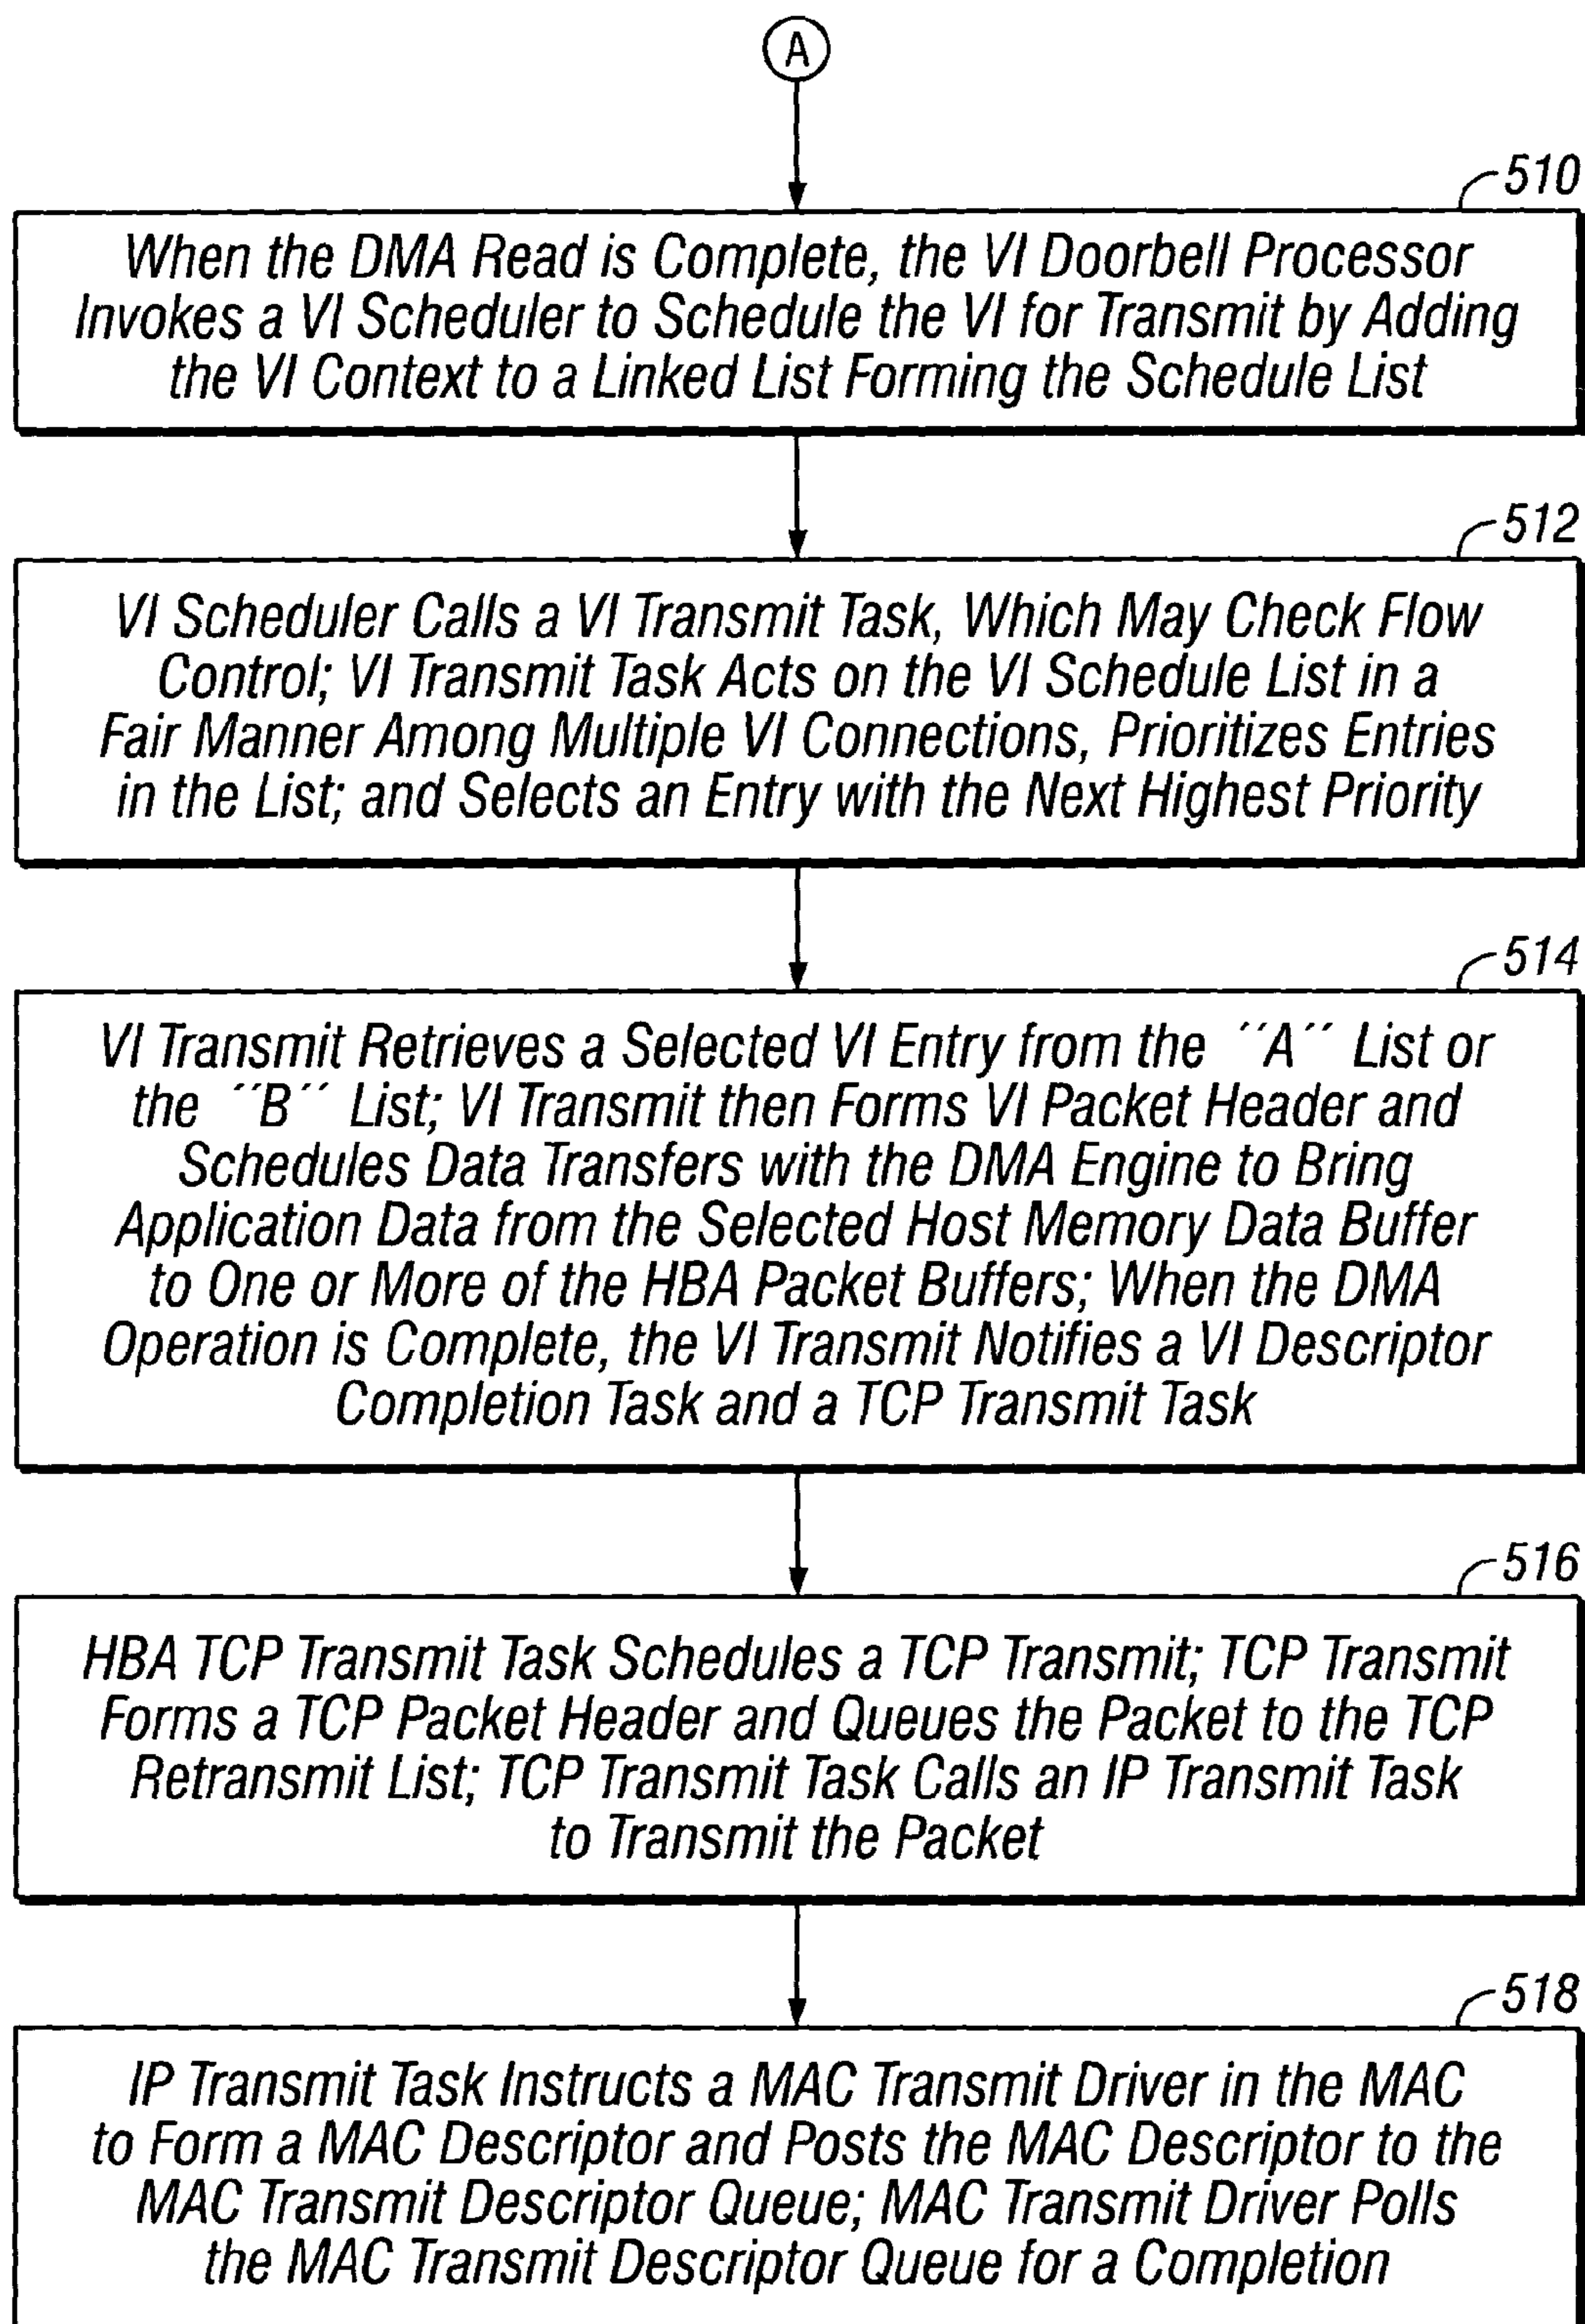 A
510
When the DMA Read is Complete, the VI Doorbell Processor
Invokes a VI Scheduler to Schedule the VI for Transmit by Adding
the VI Context to a Linked List Forming the Schedule List
512
VI Scheduler Calls a VI Transmit Task, Which May Check Flow
Control; VI Transmit Task Acts on the VI Schedule List in a
Fair Manner Among Multiple VI Connections, Prioritizes Entries
in the List; and Selects an Entry with the Next Highest Priority
514
VI Transmit Retrieves a Selected VI Entry from the ´´A´´ List or
the ´´B´´ List; VI Transmit then Forms VI Packet Header and
Schedules Data Transfers with the DMA Engine to Bring
Application Data from the Selected Host Memory Data Buffer
to One or More of the HBA Packet Buffers; When the DMA
Operation is Complete, the VI Transmit Notifies a VI Descriptor
Completion Task and a TCP Transmit Task
516
HBA TCP Transmit Task Schedules a TCP Transmit; TCP Transmit
Forms a TCP Packet Header and Queues the Packet to the TCP
Retransmit List; TCP Transmit Task Calls an IP Transmit Task
to Transmit the Packet
518
IP Transmit Task Instructs a MAC Transmit Driver in the MAC
to Form a MAC Descriptor and Posts the MAC Descriptor to the
MAC Transmit Descriptor Queue; MAC Transmit Driver Polls
the MAC Transmit Descriptor Queue for a Completion